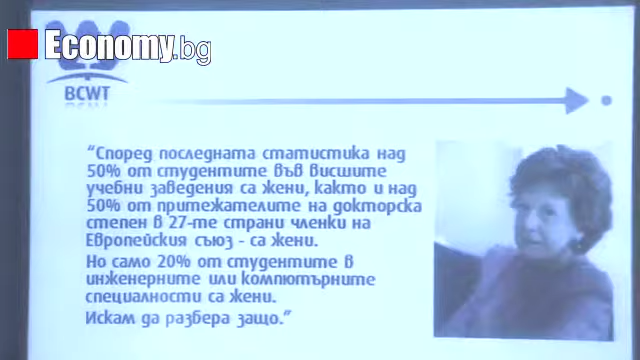 Economy.bg
BCWT
“Според последната статистика над
50% от студентите във висшите
учебни заведения са жени, както и над
50% от притежателите на докторска
степен в 27-те страни членки на
Европейския съюз - са жени.
Но само 20% от студентите в
инженерните или компютърните
специалности са жени.
Искам да разбера защо.”